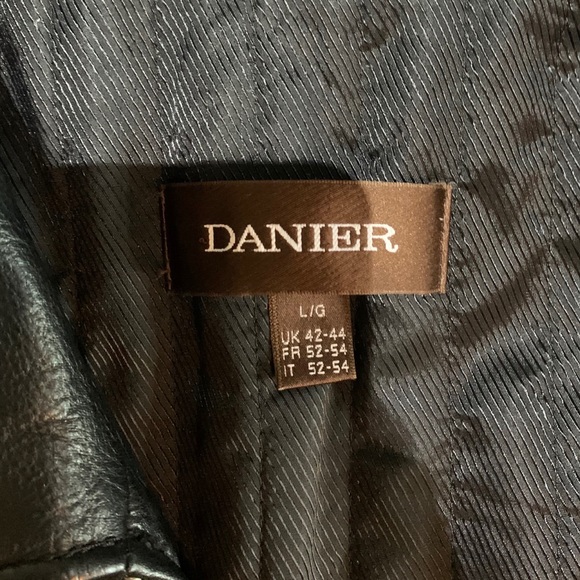 DANIER
L/G
UK 42-44
FR 52-54
IT 52-54